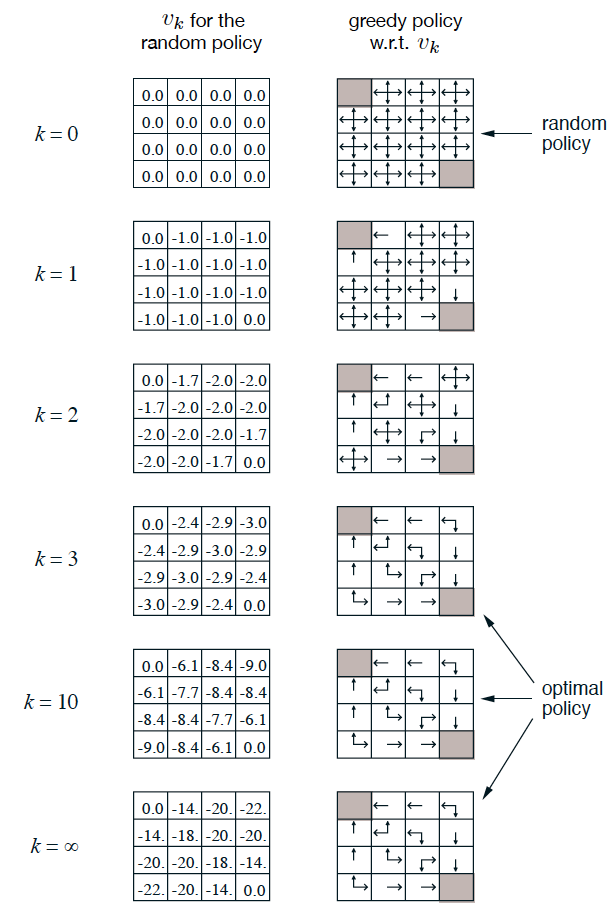 vₖ for the
random policy
greedy policy
w.r.t. vₖ
k = 0
0.0 0.0 0.0 0.0
0.0 0.0 0.0 0.0
0.0 0.0 0.0 0.0
0.0 0.0 0.0 0.0
random
policy
k = 1
0.0 -1.0 -1.0 -1.0
-1.0 -1.0 -1.0 -1.0
-1.0 -1.0 -1.0 -1.0
-1.0 -1.0 -1.0 0.0
k = 2
0.0 -1.7 -2.0 -2.0
-1.7 -2.0 -2.0 -2.0
-2.0 -2.0 -2.0 -1.7
-2.0 -2.0 -1.7 0.0
k = 3
0.0 -2.4 -2.9 -3.0
-2.4 -2.9 -3.0 -2.9
-2.9 -3.0 -2.9 -2.4
-3.0 -2.9 -2.4 0.0
k = 10
0.0 -6.1 -8.4 -9.0
-6.1 -7.7 -8.4 -8.4
-8.4 -8.4 -7.7 -6.1
-9.0 -8.4 -6.1 0.0
optimal
policy
k = ∞
0.0 -14. -20. -22.
-14. -18. -20. -20.
-20. -20. -18. -14.
-22. -20. -14. 0.0